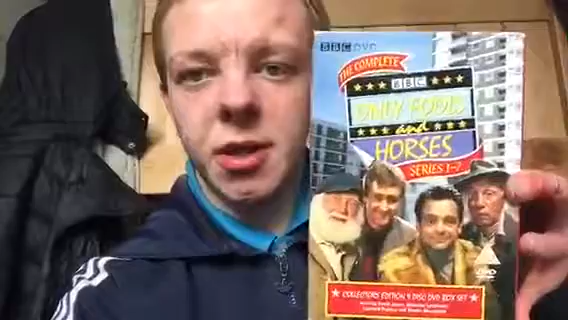 BBC DVD
THE COMPLETE
BBC
ONLY FOOLS
and
HORSES
SERIES 1-7
COLLECTORS EDITION 9 DISC DVD BOX SET
DVD